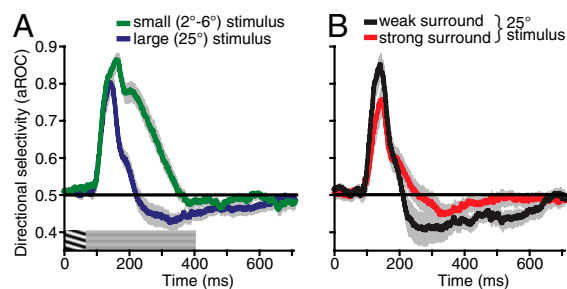 A
small (2°-6°) stimulus
large (25°) stimulus
Directional selectivity (aROC)
0.9
0.8
0.7
0.6
0.5
0.4
0 200 400 600
Time (ms)
B
weak surround
strong surround
25°
stimulus
0 200 400 600
Time (ms)